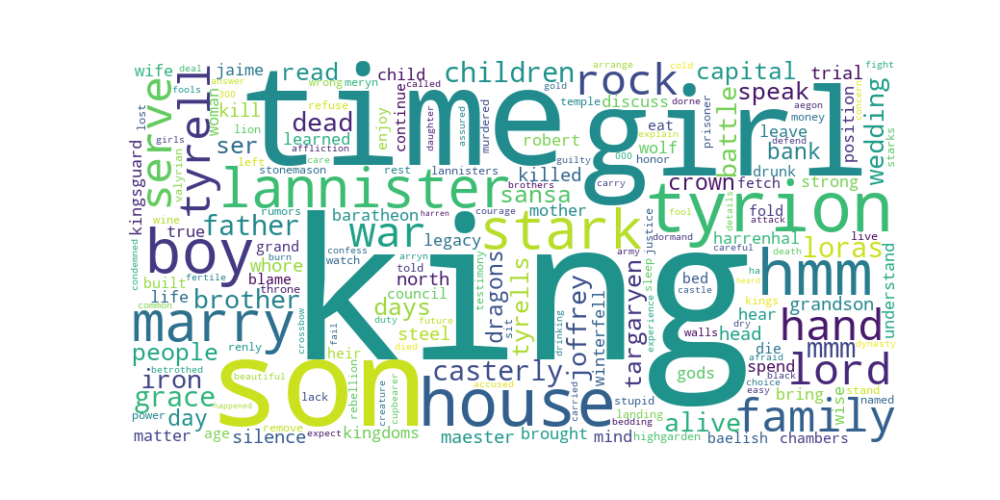 king
time
girl
son
boy
house
tyrion
stark
lannister
hmm
marry
rock
lord
hand
family
war
serve
tyrell
children
casterly
joffrey
targaryen
tyrells
dragons
battle
wedding
loras
alive
crown
father
brother
people
iron
grace
dead
ser
read
capital
speak
bank
trial
position
understand
wife
jaime
child
kill
woman
learned
continue
enjoy
wrong
meryn
called
answer
300
refuse
deal
fools
lost
girls
lion
affliction
valyrian
kingsguard
left
care
stonemason
rest
lannisters
daughter
assured
murdered
gold
temple
discuss
arrange
cold
dorne
explain
robert
eat
wolf
prisoner
aegon
money
concern
fight
defend
leave
starks
guilty
000
honor
killed
brothers
carry
drunk
strong
fetch
sansa
mother
courage
harren
baratheon
wine
rumors
true
grand
confess
burn
watch
arryn
legacy
justice
fool
details
fold
attack
harrenhal
live
dormand
careful
death
army
testimony
told
north
council
days
duty
future
steel
sit
died
heir
fail
crossbow
throne
blame
whore
built
fertile
life
condemned
common
renly
betrothed
day
power
happened
beautiful
matter
age
silence
remove
expect
lack
rebellion
creature
cupbearer
kingdoms
maester
accused
brought
drinking
carried
winterfell
stupid
landing
bedding
mind
highgarden
baelish
chambers
experience
sleep
bed
castle
ha
heard
kings
grandson
hear
walls
dry
head
gods
die
afraid
mmm
dynasty
spend
black
choice
easy
bring
stand
wise
named